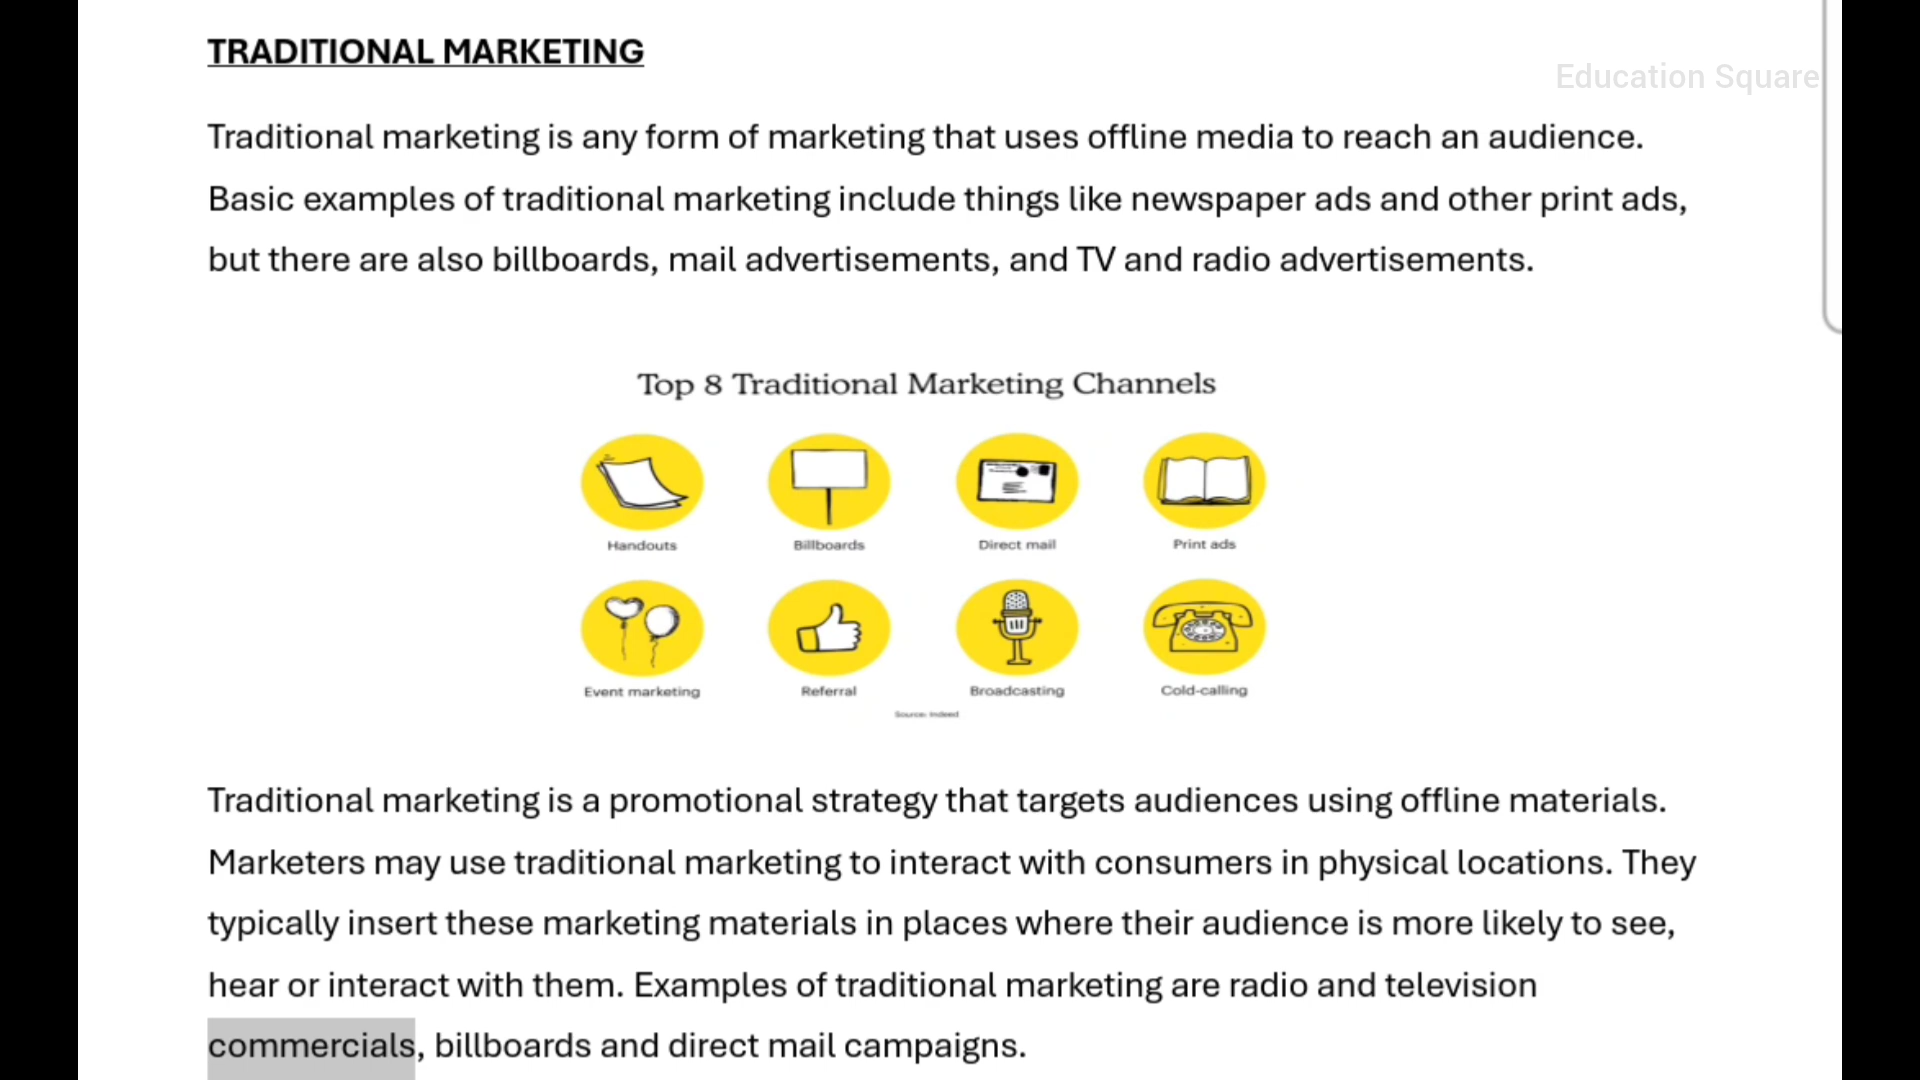 TRADITIONAL MARKETING
Education Square
Traditional marketing is any form of marketing that uses offline media to reach an audience.
Basic examples of traditional marketing include things like newspaper ads and other print ads,
but there are also billboards, mail advertisements, and TV and radio advertisements.
Top 8 Traditional Marketing Channels
Handouts Billboards Direct mail Print ads
Event marketing Referral Broadcasting Cold-calling
Source: Indeed
Traditional marketing is a promotional strategy that targets audiences using offline materials.
Marketers may use traditional marketing to interact with consumers in physical locations. They
typically insert these marketing materials in places where their audience is more likely to see,
hear or interact with them. Examples of traditional marketing are radio and television
commercials, billboards and direct mail campaigns.